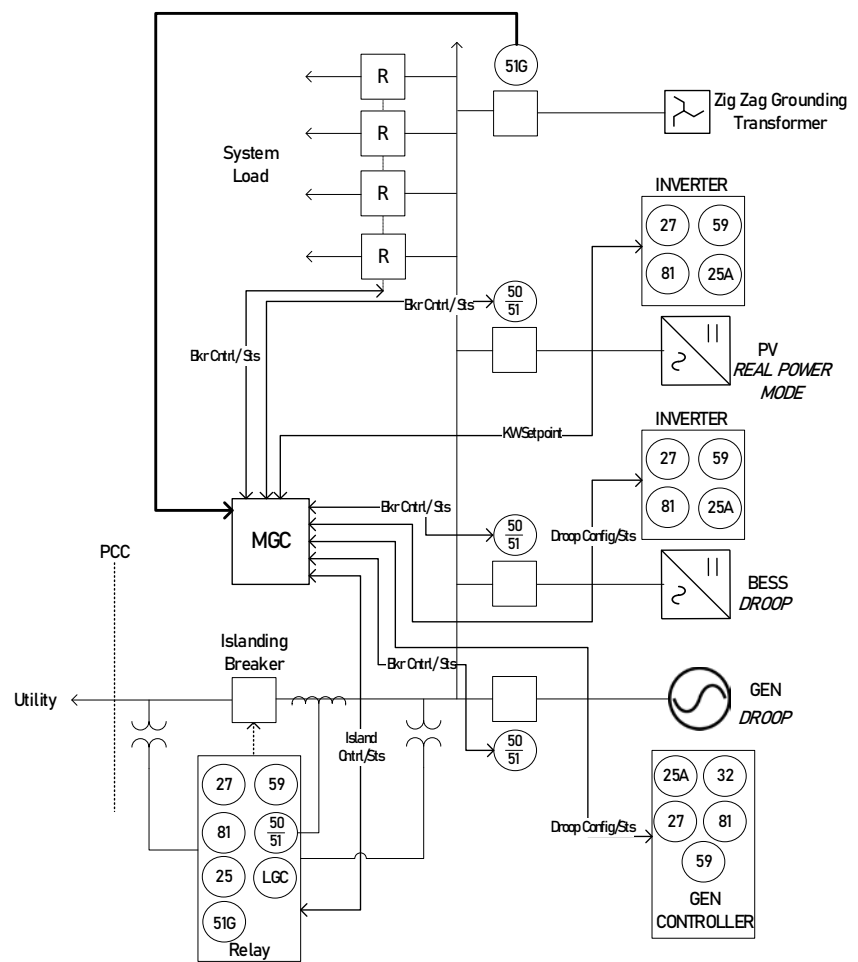 51G
R
Zig Zag Grounding
Transformer
R
System
Load
R
INVERTER
27
59
R
81
25A
50
51
Bkr Cntrl/Sts
Bkr Cntrl/Sts
PV
REAL POWER
MODE
INVERTER
KW Setpoint
27
59
81
25A
Bkr Cntrl/Sts
50
51
Droop Config/Sts
MGC
PCC
BESS
DROOP
Islanding
Breaker
Bkr Cntrl/Sts
Utility
GEN
DROOP
Island
Cntrl/Sts
50
51
27
59
25A
32
81
50
51
27
81
Droop Config/Sts
25
LGC
59
51G
GEN
CONTROLLER
Relay